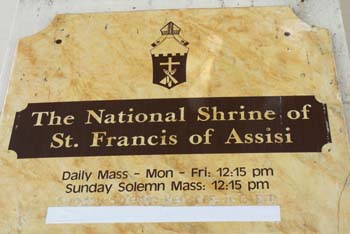 The National Shrine of
St. Francis of Assisi
Daily Mass - Mon - Fri: 12:15 pm
Sunday Solemn Mass: 12:15 pm